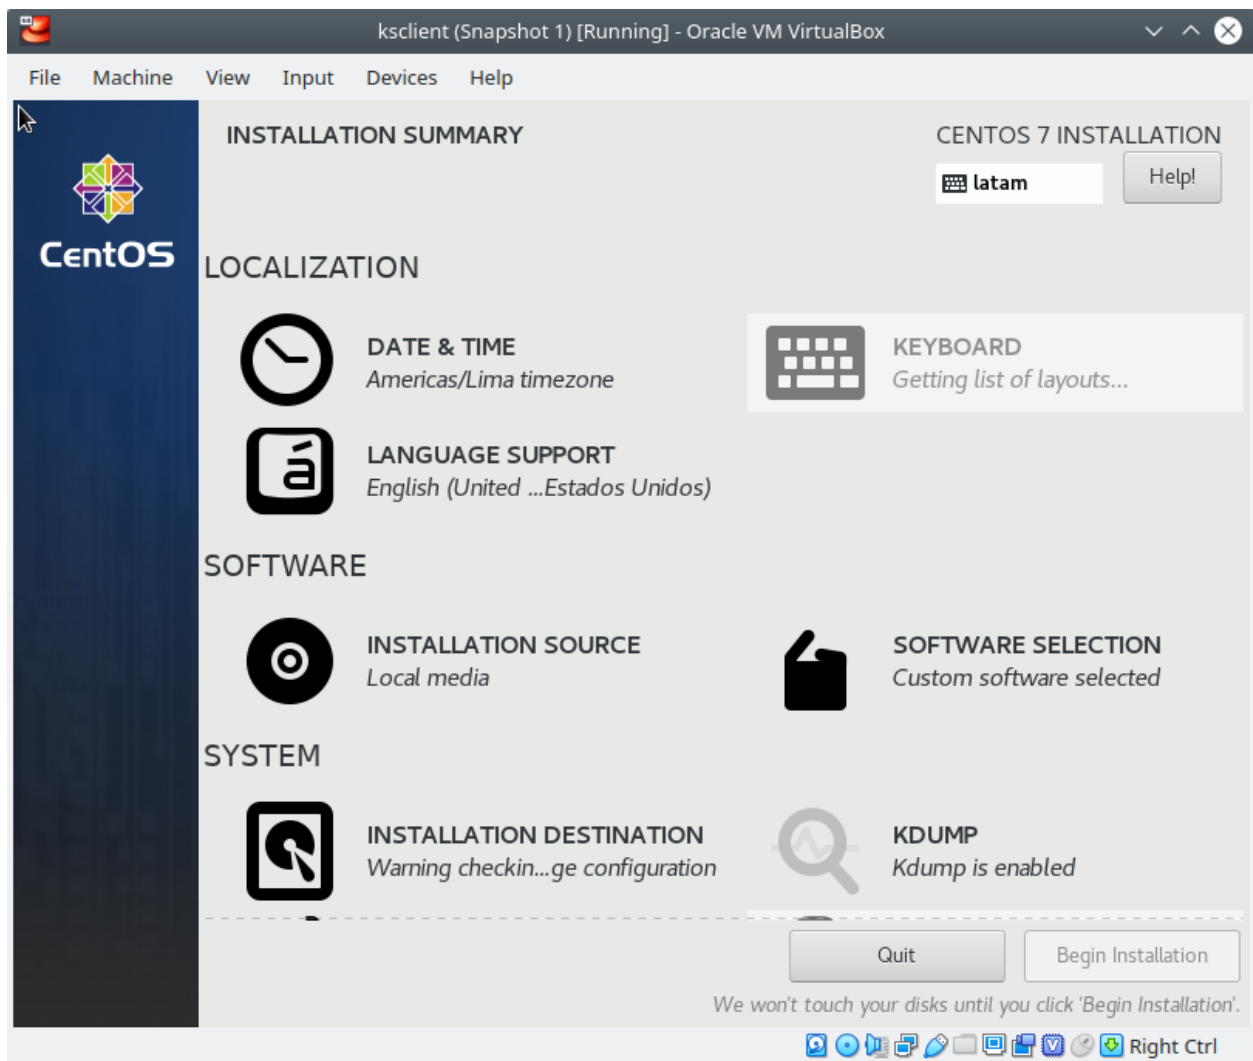 ksclient (Snapshot 1) [Running] - Oracle VM VirtualBox
File Machine View Input Devices Help
CentOS
INSTALLATION SUMMARY
CENTOS 7 INSTALLATION
latam
Help!
LOCALIZATION
DATE & TIME
Americas/Lima timezone
KEYBOARD
Getting list of layouts...
LANGUAGE SUPPORT
English (United ...Estados Unidos)
SOFTWARE
INSTALLATION SOURCE
Local media
SOFTWARE SELECTION
Custom software selected
SYSTEM
INSTALLATION DESTINATION
Warning checkin...ge configuration
KDUMP
Kdump is enabled
Quit
Begin Installation
We won't touch your disks until you click 'Begin Installation'.
Right Ctrl